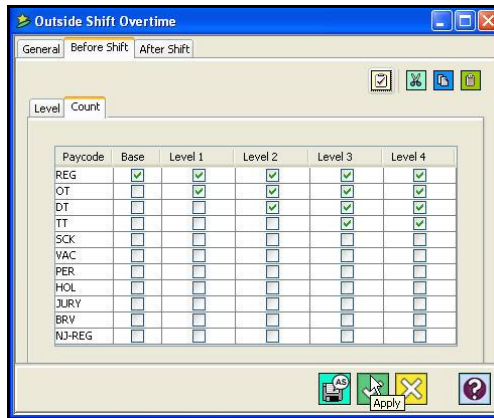 Outside Shift Overtime
General Before Shift After Shift
Level Count
Paycode Base Level 1 Level 2 Level 3 Level 4
REG
OT
DT
TT
SCK
VAC
PER
HOL
JURY
BRV
NJ-REG
AS
Apply